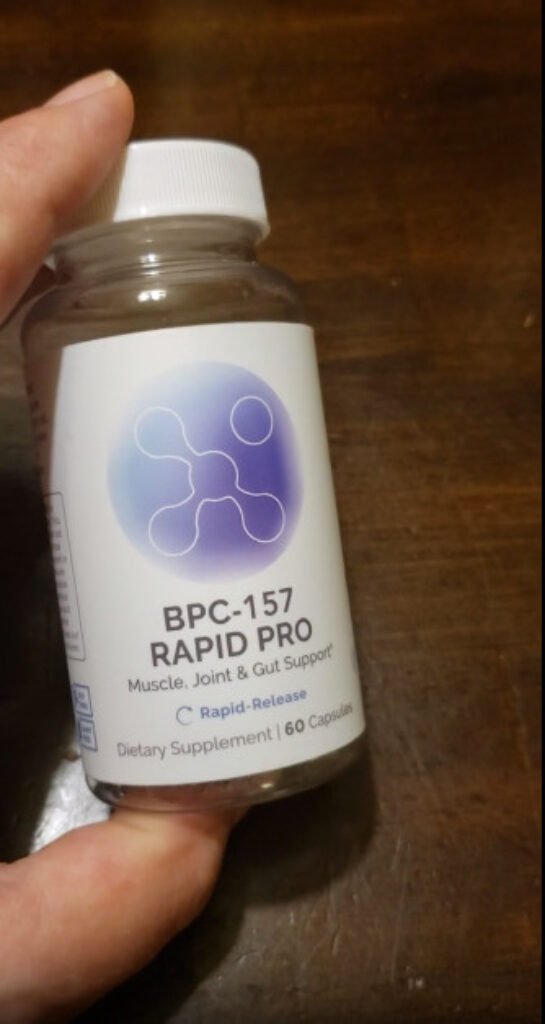 BPC-157
RAPID PRO
Muscle, Joint & Gut Support*
Rapid-Release
Dietary Supplement | 60 Capsules